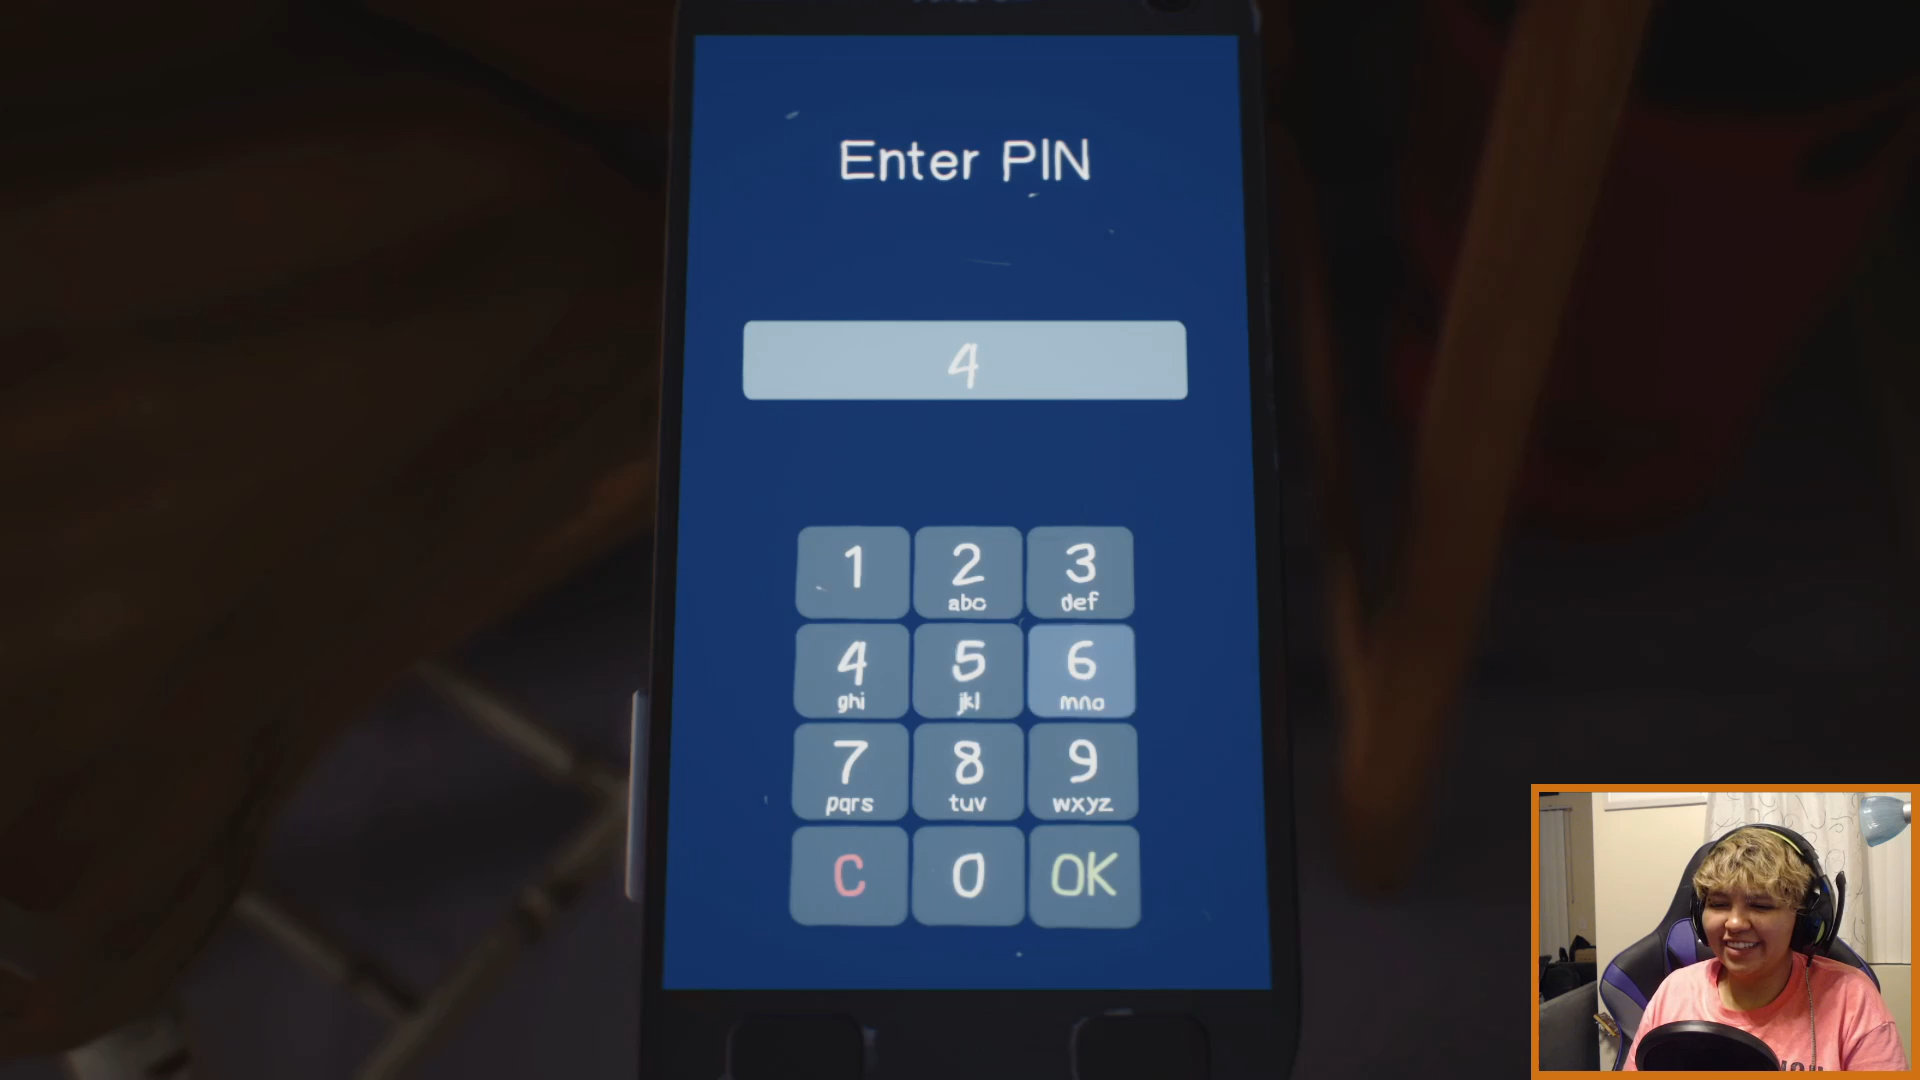 Enter PIN
4
1 2 3
abc def
4 5 6
ghi jkl mno
7 8 9
pqrs tuv wxyz
C 0 OK